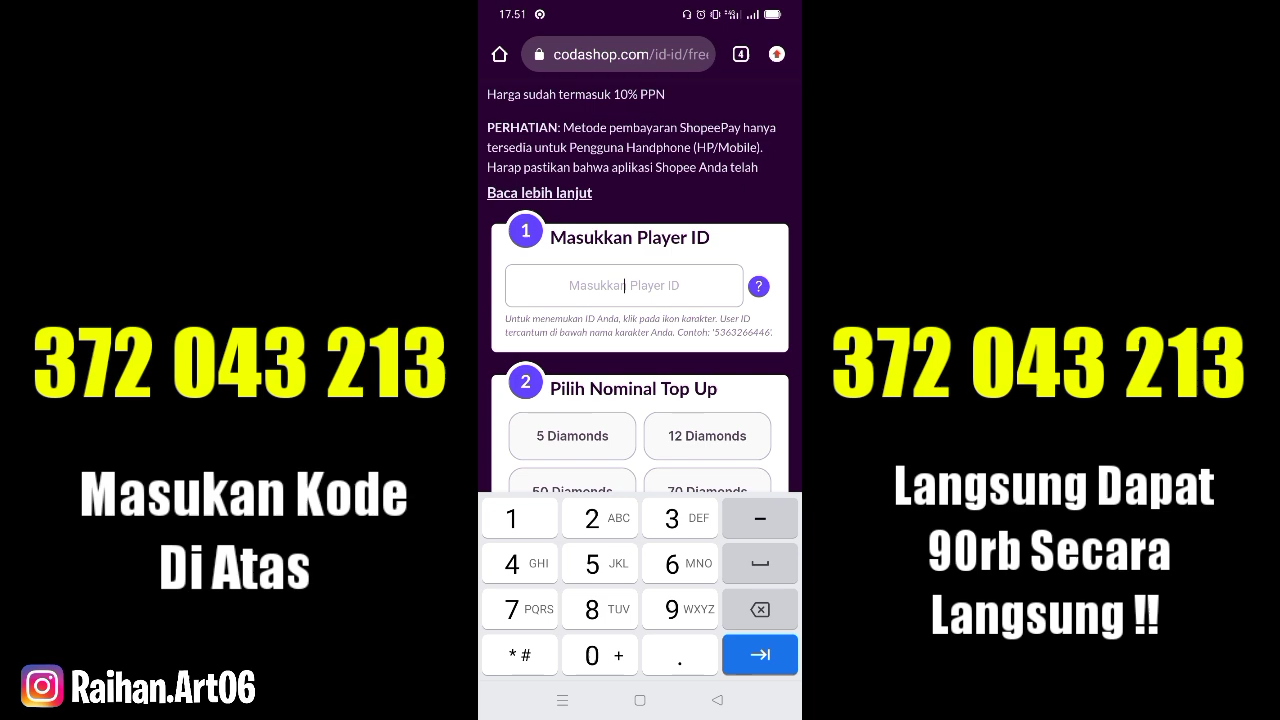 17.51
codashop.com/id-id/free
4
Harga sudah termasuk 10% PPN
PERHATIAN: Metode pembayaran ShopeePay hanya
tersedia untuk Pengguna Handphone (HP/Mobile).
Harap pastikan bahwa aplikasi Shopee Anda telah
Baca lebih lanjut
1
Masukkan Player ID
Masukkan Player ID
?
Untuk menemukan ID Anda, klik pada ikon karakter. User ID
tercantum di bawah nama karakter Anda. Contoh: '5363266446'.
2
Pilih Nominal Top Up
5 Diamonds
12 Diamonds
50 Diamonds
70 Diamonds
1
2 ABC
3 DEF
4 GHI
5 JKL
6 MNO
7 PQRS
8 TUV
9 WXYZ
* #
0 +
.
372 043 213
Masukan Kode
Di Atas
Raihan.Art06
372 043 213
Langsung Dapat
90rb Secara
Langsung !!